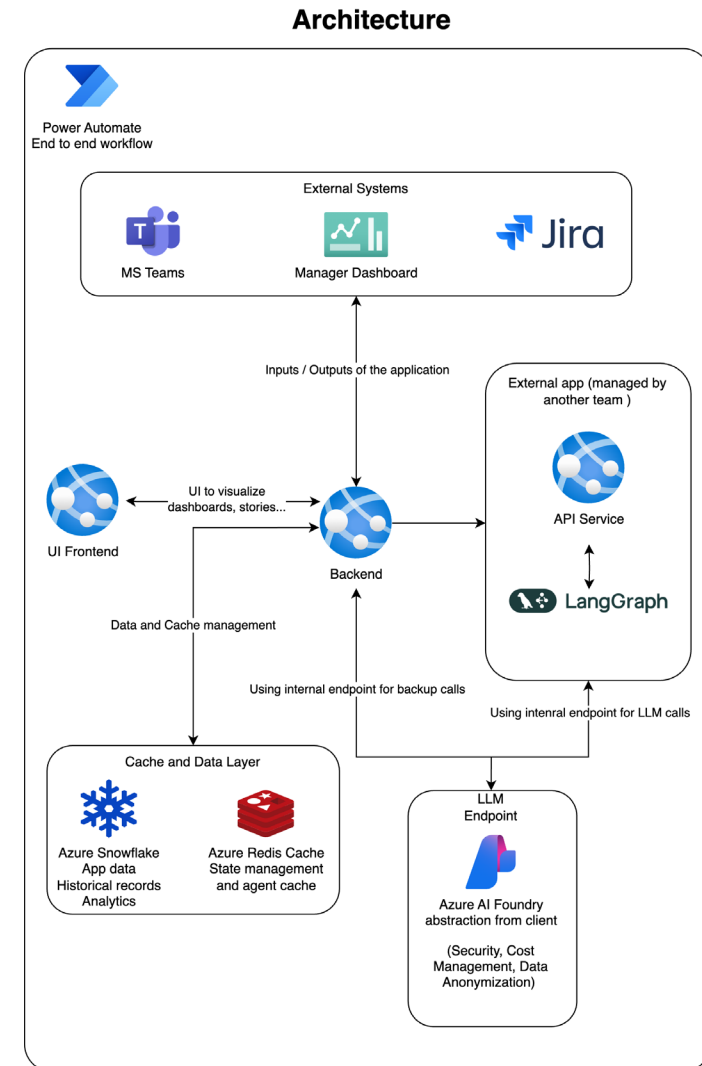 Architecture
Power Automate
End to end workflow
External Systems
MS Teams
Manager Dashboard
Jira
Inputs / Outputs of the application
External app (managed by
another team )
API Service
LangGraph
UI to visualize
dashboards, stories...
UI Frontend
Backend
Data and Cache management
Using internal endpoint for backup calls
Using intenral endpoint for LLM calls
Cache and Data Layer
Azure Snowflake
App data
Historical records
Analytics
Azure Redis Cache
State management
and agent cache
LLM
Endpoint
Azure AI Foundry
abstraction from client
(Security, Cost
Management, Data
Anonymization)